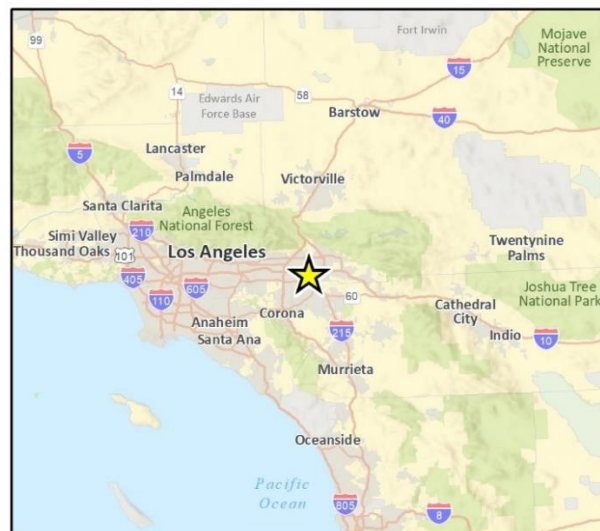 Fort Irwin
99
Mojave
National
Preserve
15
14
58
Edwards Air
Force Base
40
Barstow
5
Lancaster
Palmdale
Victorville
Santa Clarita
Angeles
National Forest
210
Simi Valley
Thousand Oaks
101
Los Angeles
Twentynine
Palms
405
605
110
60
Joshua Tree
National Park
Corona
Cathedral
City
Anaheim
Santa Ana
215
Indio
10
Murrieta
Oceanside
Pacific
Ocean
805
8